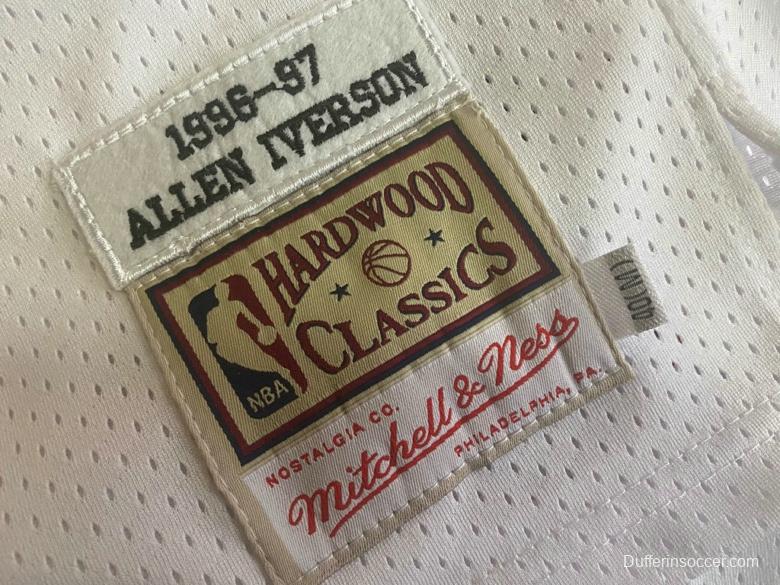 1996-97
ALLEN IVERSON
HARDWOOD
CLASSICS
NBA
NOSTALGIA CO.
Mitchell & Ness
PHILADELPHIA, PA.
Dufferinsoccer.com